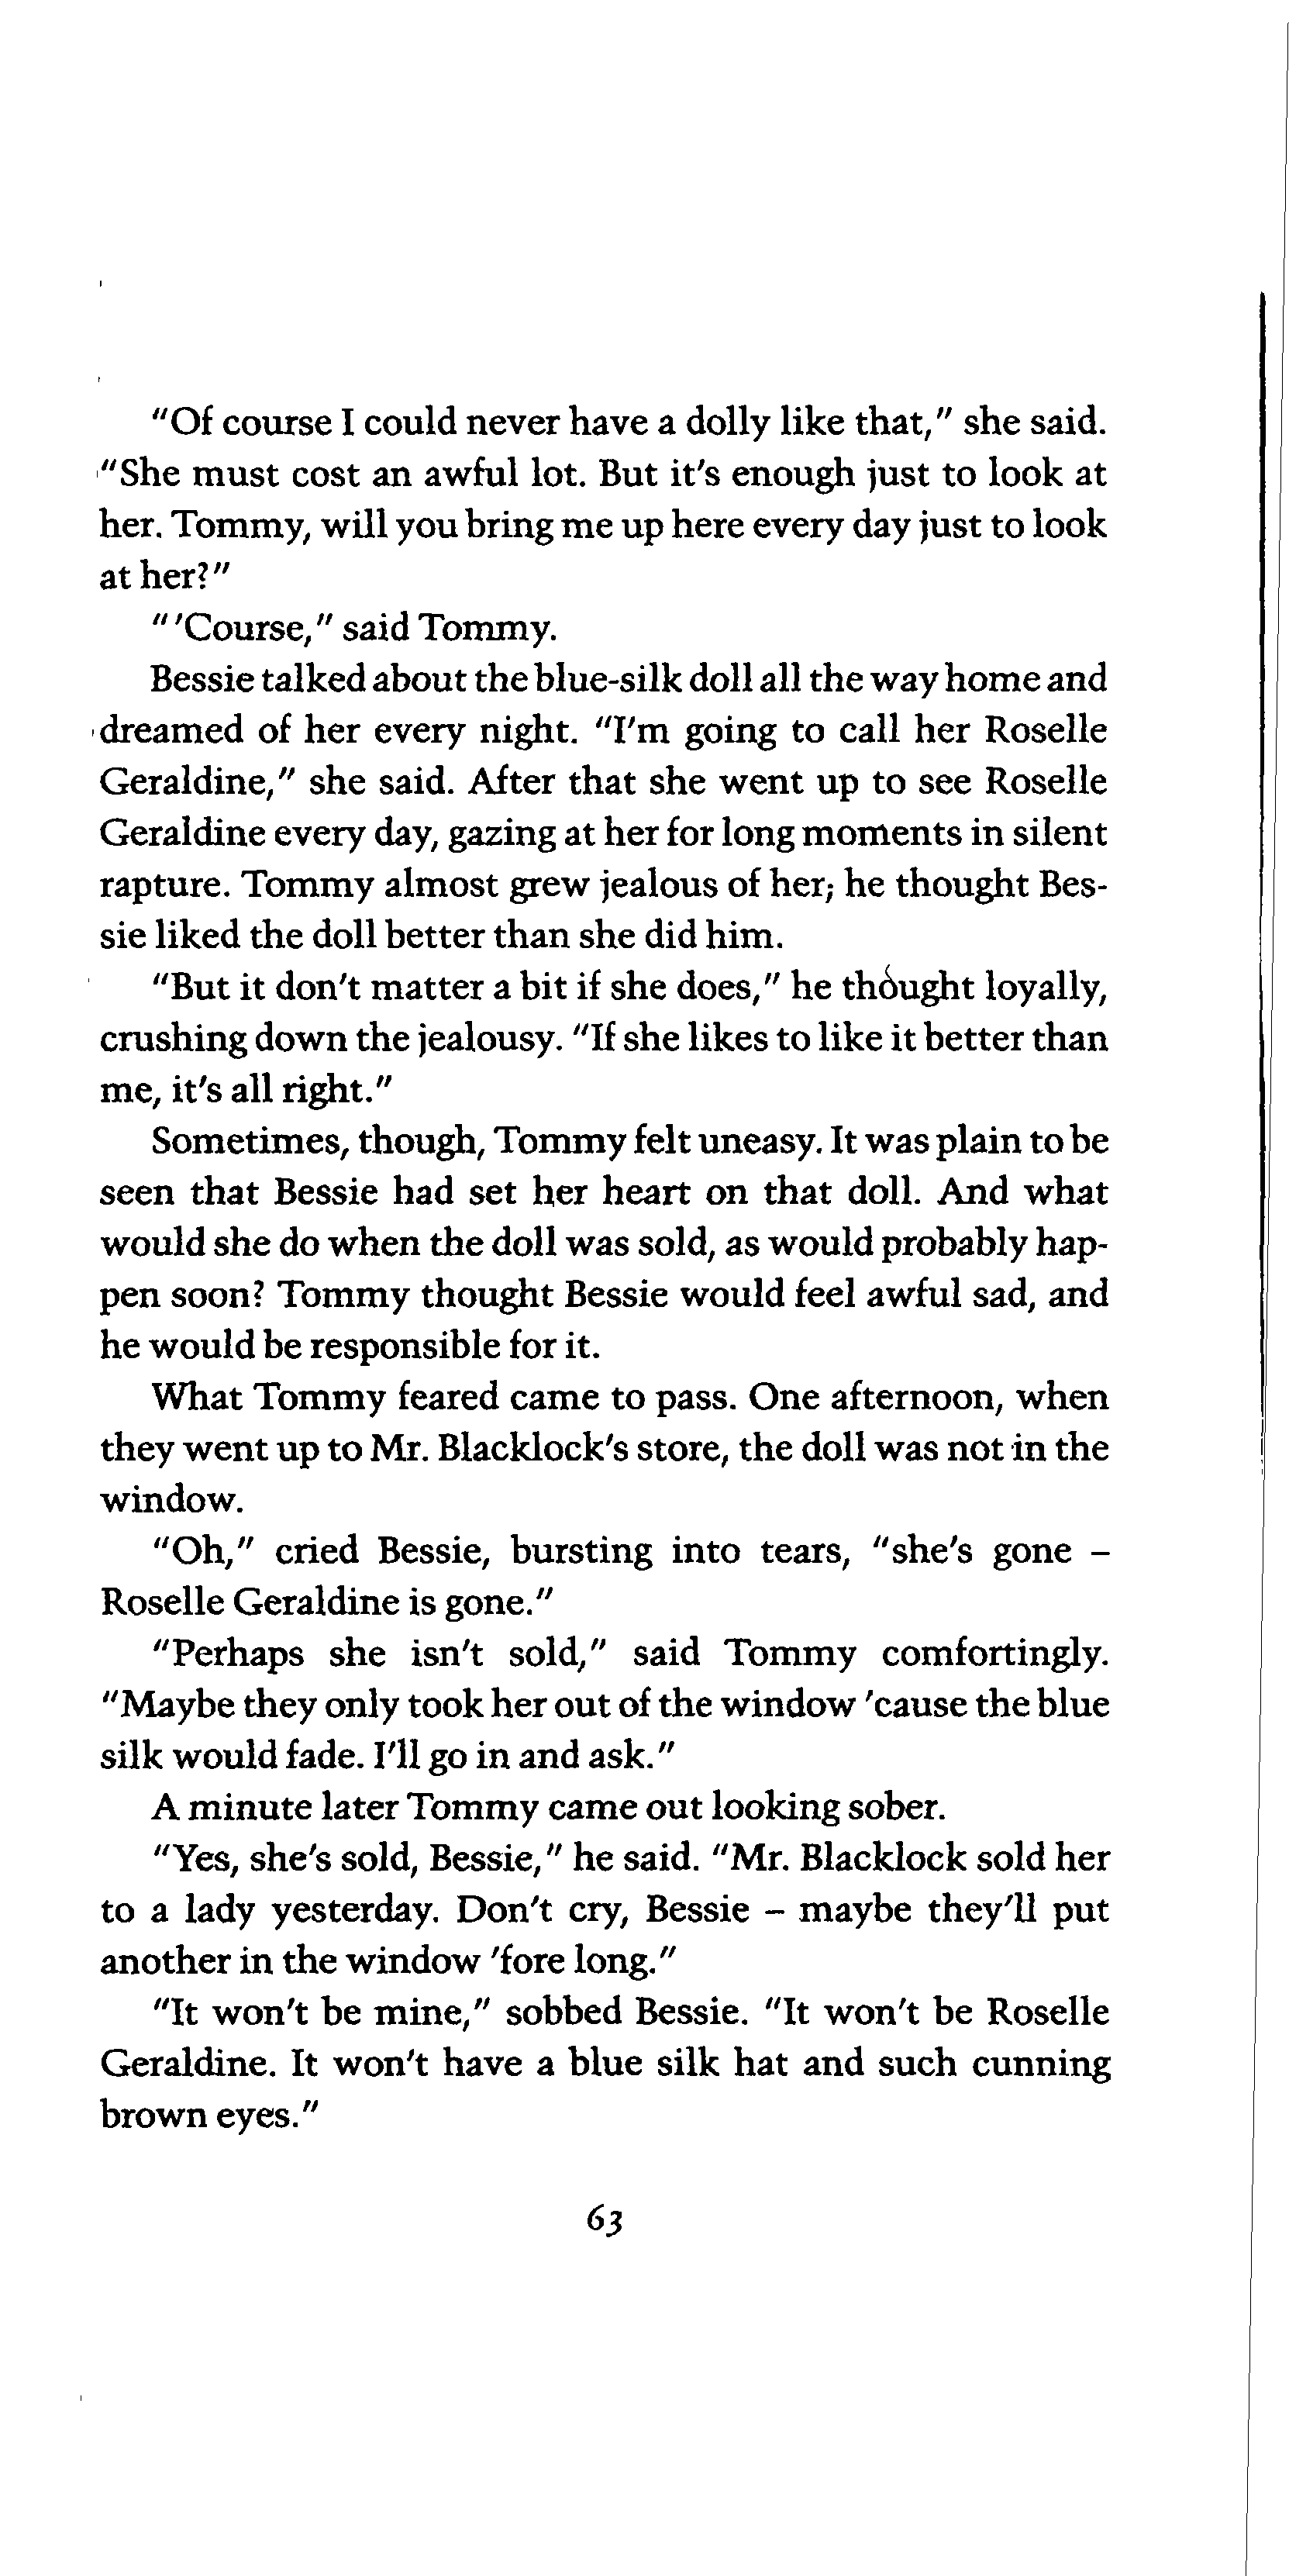 "Of course I could never have a dolly like that," she said.
"She must cost an awful lot. But it's enough just to look at
her. Tommy, will you bring me up here every day just to look
at her?"
"'Course," said Tommy.
Bessie talked about the blue-silk doll all the way home and
dreamed of her every night. "I'm going to call her Roselle
Geraldine," she said. After that she went up to see Roselle
Geraldine every day, gazing at her for long moments in silent
rapture. Tommy almost grew jealous of her; he thought Bes-
sie liked the doll better than she did him.
"But it don't matter a bit if she does," he thought loyally,
crushing down the jealousy. "If she likes to like it better than
me, it's all right."
Sometimes, though, Tommy felt uneasy. It was plain to be
seen that Bessie had set her heart on that doll. And what
would she do when the doll was sold, as would probably hap-
pen soon? Tommy thought Bessie would feel awful sad, and
he would be responsible for it.
What Tommy feared came to pass. One afternoon, when
they went up to Mr. Blacklock's store, the doll was not in the
window.
"Oh," cried Bessie, bursting into tears, "she's gone –
Roselle Geraldine is gone."
"Perhaps she isn't sold," said Tommy comfortingly.
"Maybe they only took her out of the window 'cause the blue
silk would fade. I'll go in and ask."
A minute later Tommy came out looking sober.
"Yes, she's sold, Bessie," he said. "Mr. Blacklock sold her
to a lady yesterday. Don't cry, Bessie – maybe they'll put
another in the window 'fore long."
"It won't be mine," sobbed Bessie. "It won't be Roselle
Geraldine. It won't have a blue silk hat and such cunning
brown eyes."
63